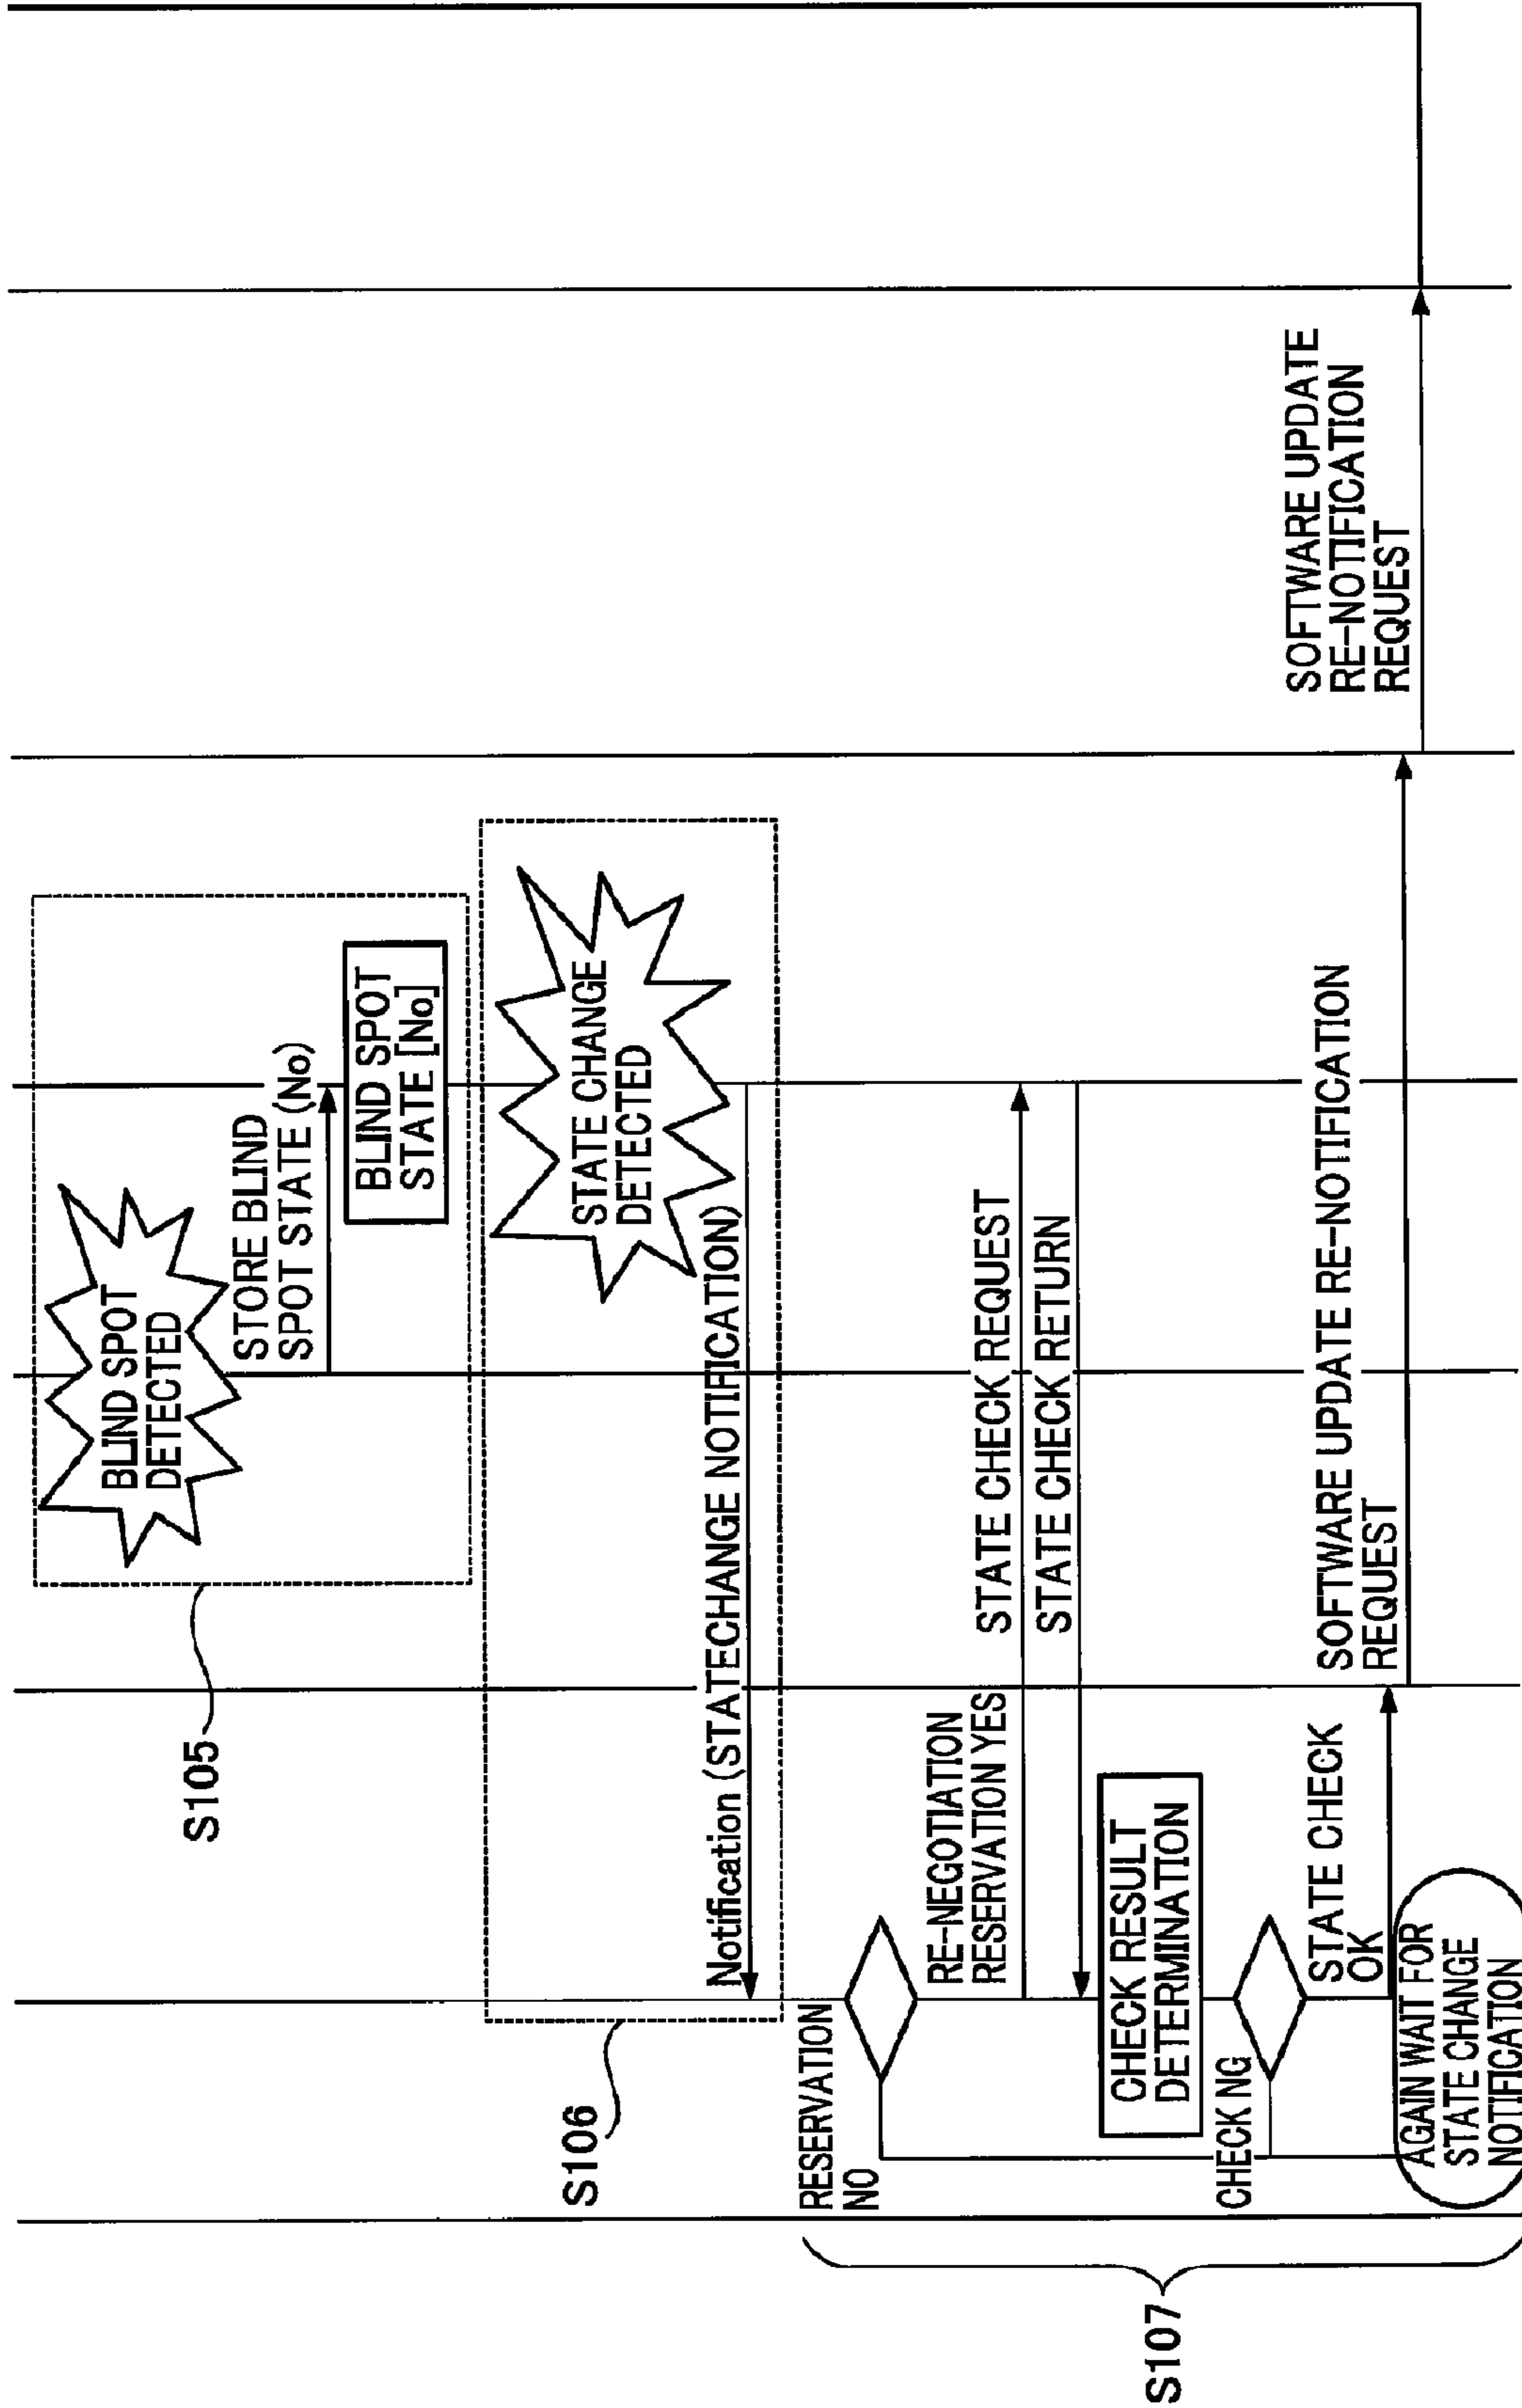 S105
BLIND SPOT
DETECTED
STORE BLIND
SPOT STATE (No)
BLIND SPOT
STATE [No]
S106
STATE CHANGE
DETECTED
Notification (STATECHANGE NOTIFICATION)
S107
RESERVATION
NO
RE-NEGOTIATION
RESERVATION YES
STATE CHECK REQUEST
STATE CHECK RETURN
CHECK RESULT
DETERMINATION
CHECK NG
STATE CHECK
OK
SOFTWARE UPDATE RE-NOTIFICATION
REQUEST
SOFTWARE UPDATE
RE-NOTIFICATION
REQUEST
AGAIN WAIT FOR
STATE CHANGE
NOTIFICATION